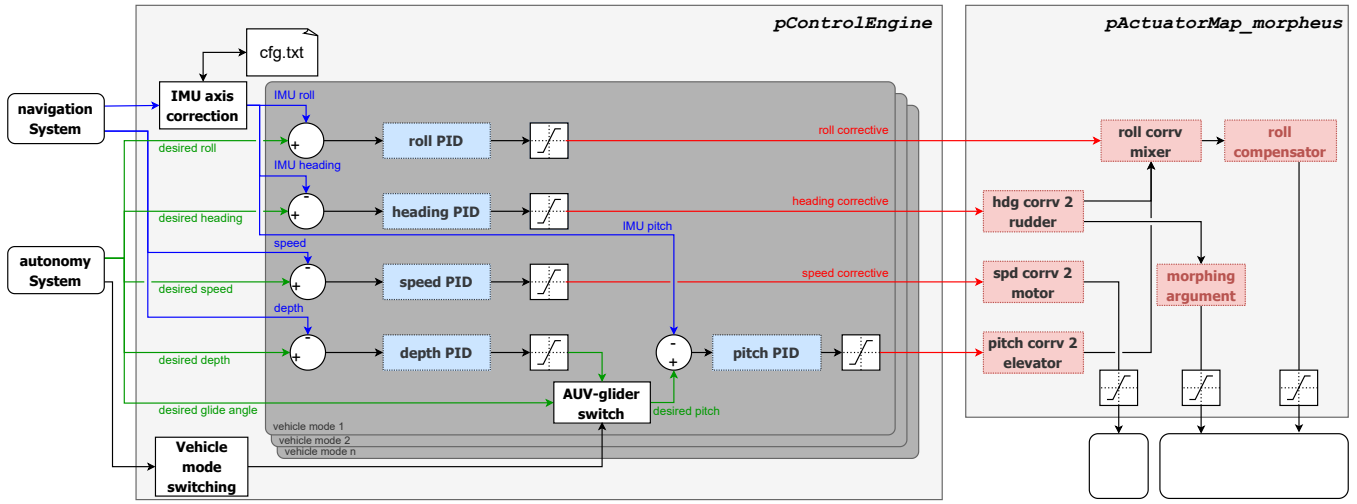 pControlEngine
pActuatorMap_morpheus
cfg.txt
navigation
System
IMU axis
correction
IMU roll
desired roll
-
+
roll PID
roll corrective
roll corrv
mixer
roll
compensator
IMU heading
desired heading
-
+
heading PID
heading corrective
hdg corrv 2
rudder
IMU pitch
autonomy
System
speed
desired speed
-
+
speed PID
speed corrective
spd corrv 2
motor
morphing
argument
depth
desired depth
-
+
depth PID
-
+
pitch PID
pitch corrv 2
elevator
desired glide angle
AUV-glider
switch
desired pitch
vehicle mode 1
vehicle mode 2
vehicle mode n
Vehicle
mode
switching